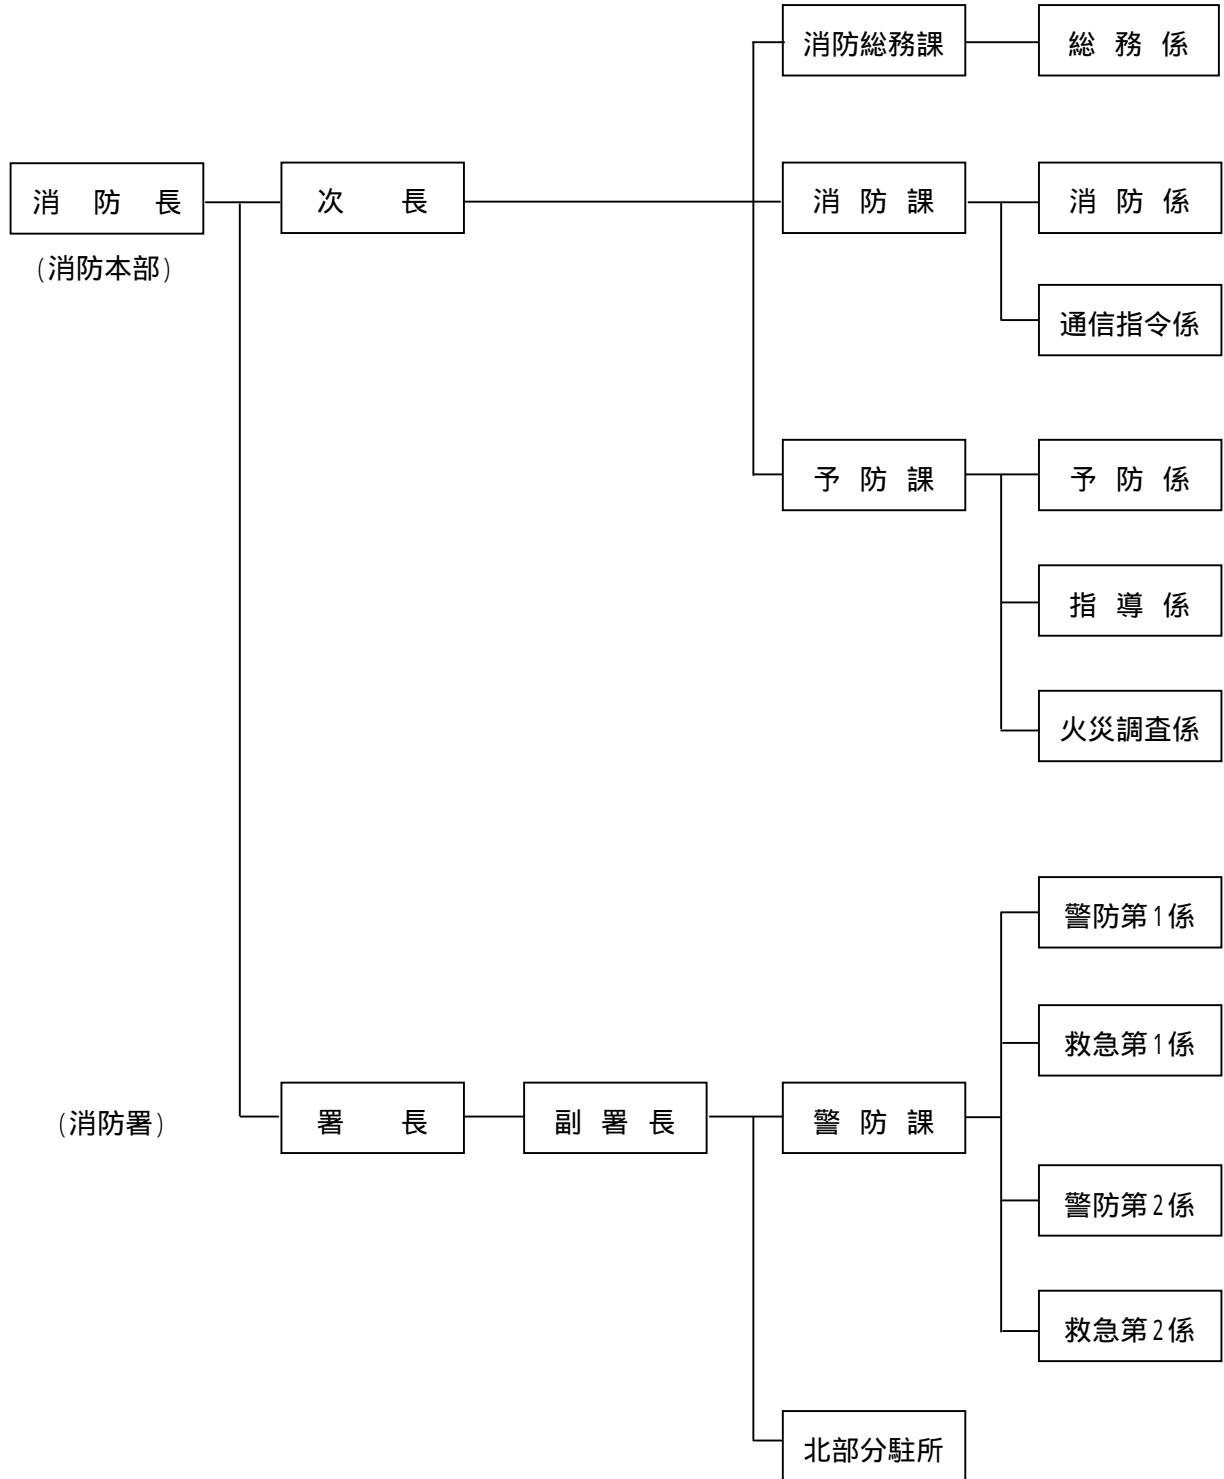 消防総務課 総務係
消防長 次長 消防課 消防係
(消防本部)
通信指令係
予防課 予防係
指導係
火災調査係
警防第1係
救急第1係
(消防署) 署長 副署長 警防課
警防第2係
救急第2係
北部分駐所